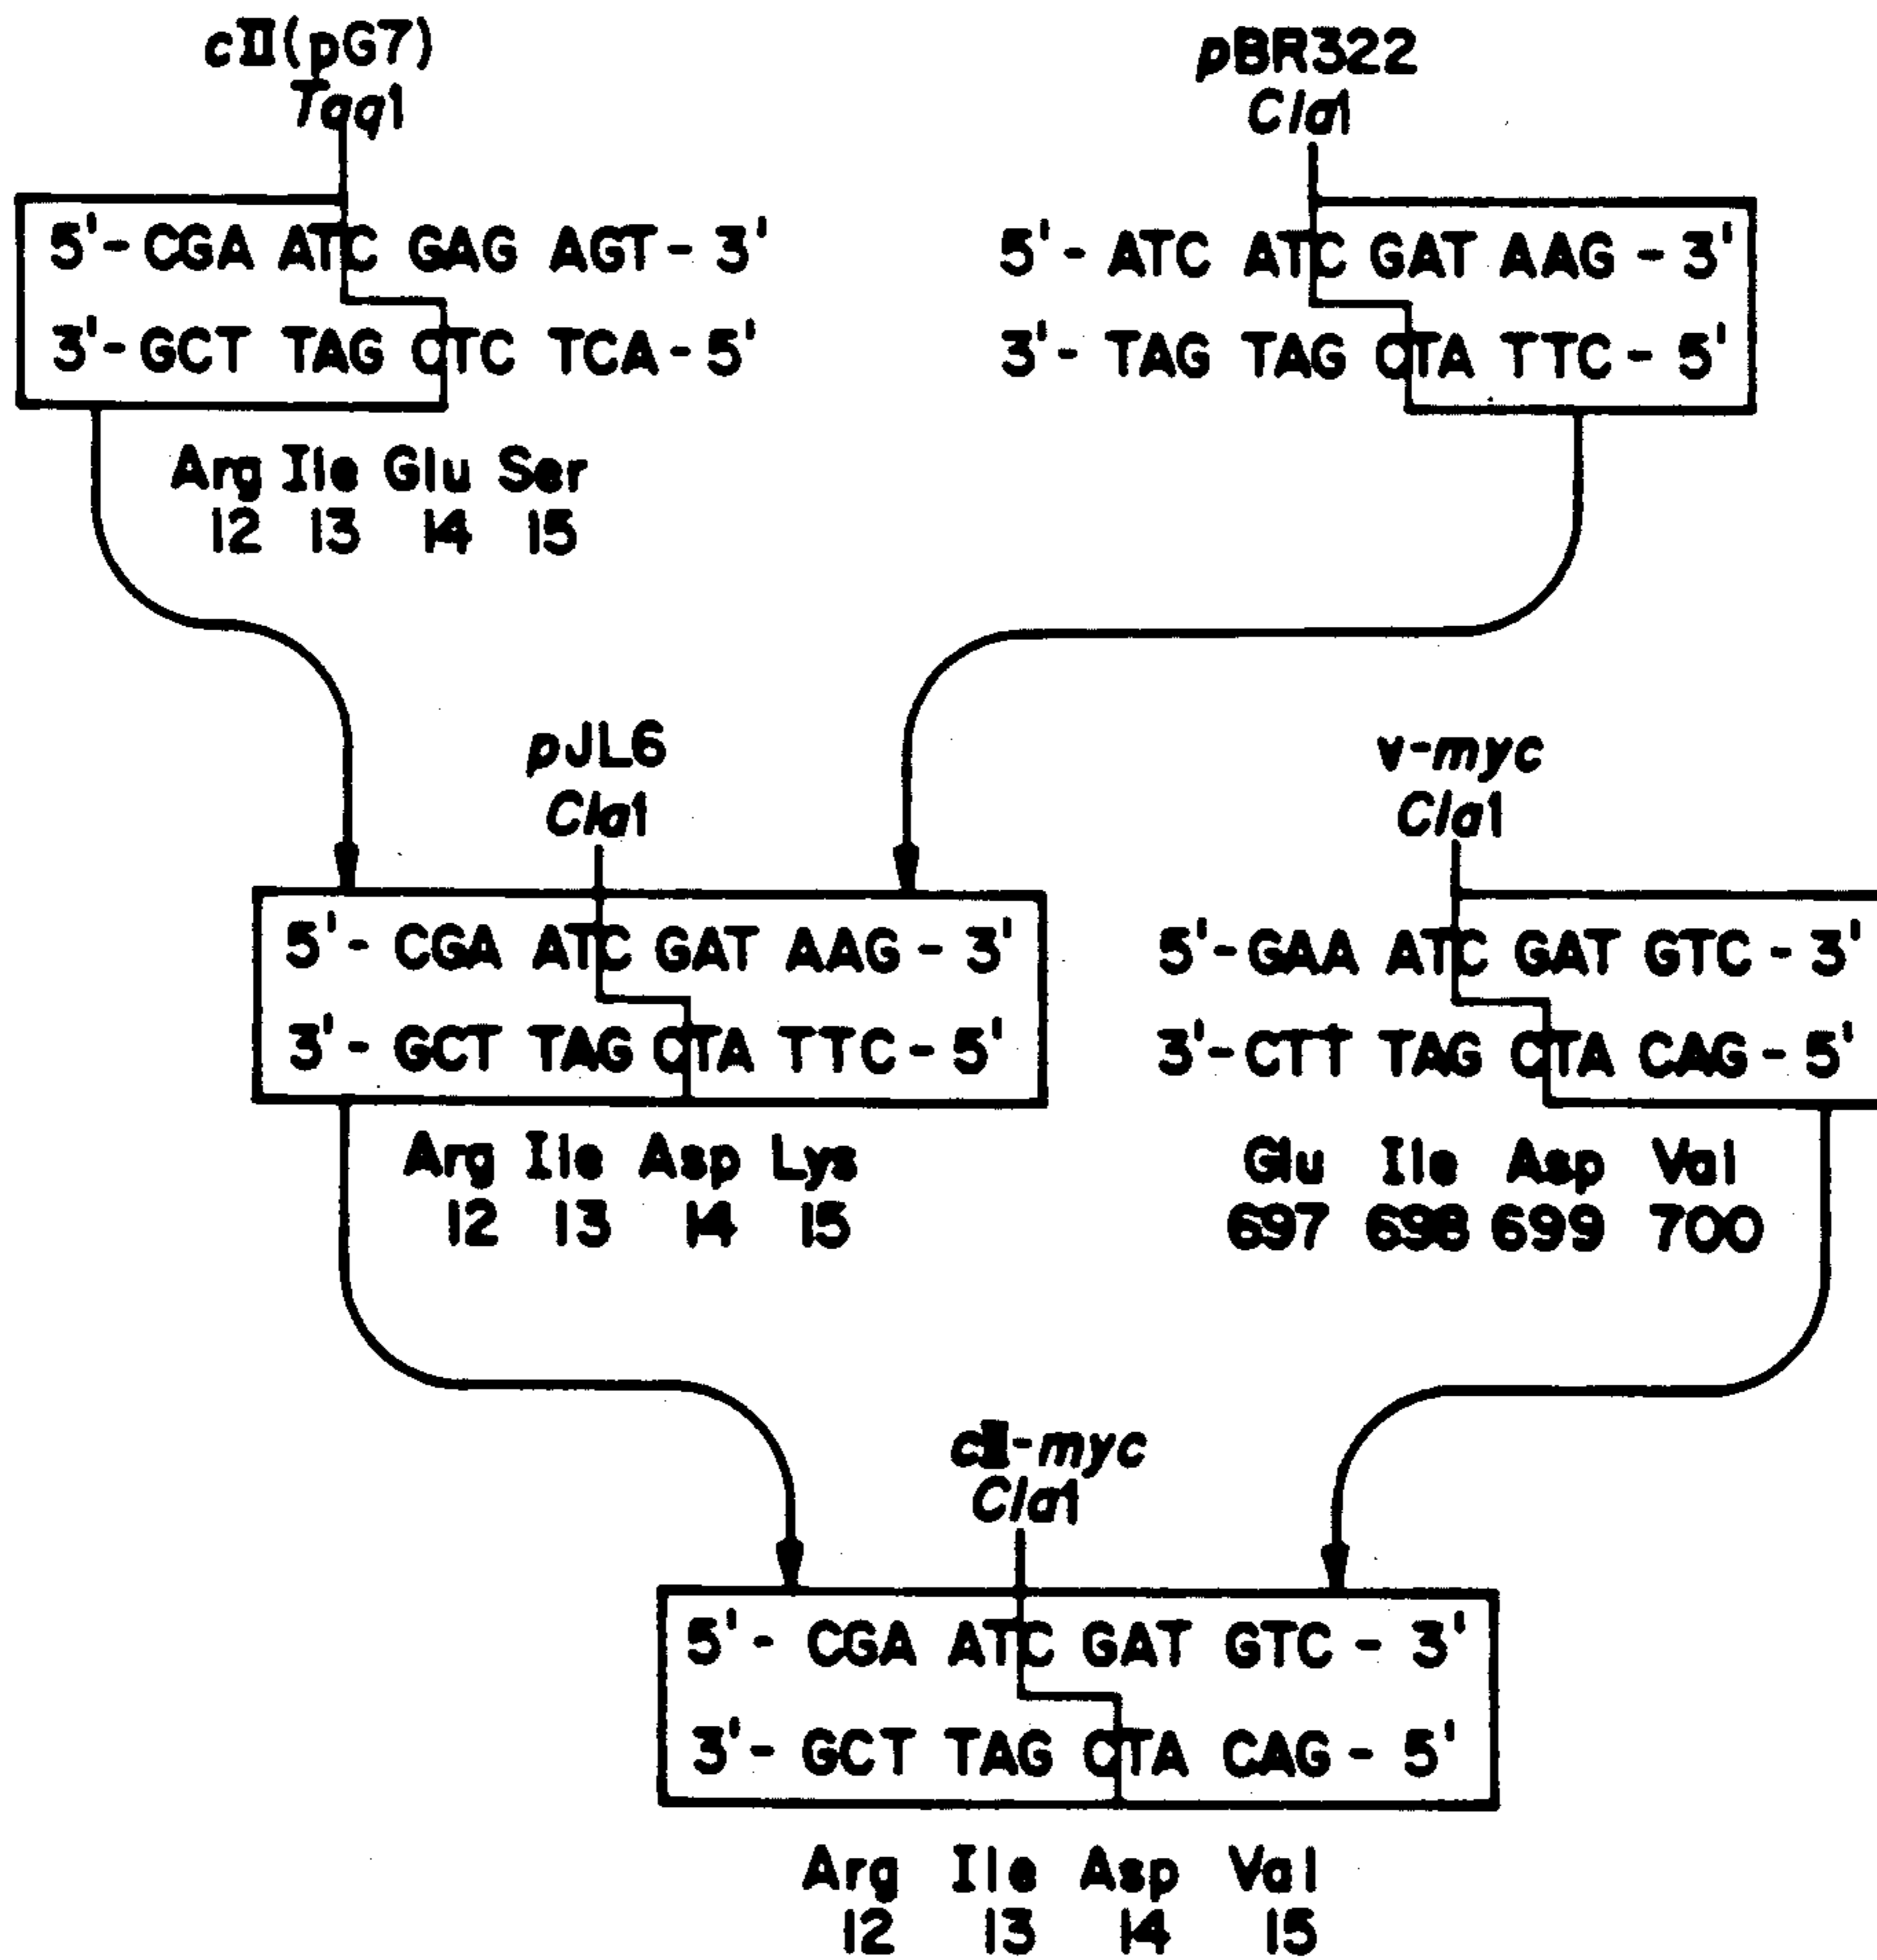 cII(pG7)
Taq1
5'- CGA ATC GAG AGT - 3'
3'- GCT TAG CTC TCA - 5'
Arg Ile Glu Ser
12 13 14 15
pBR322
Cla1
5'- ATC ATC GAT AAG - 3'
3'- TAG TAG CTA TTC - 5'
pJL6
Cla1
5'- CGA ATC GAT AAG - 3'
3'- GCT TAG CTA TTC - 5'
Arg Ile Asp Lys
12 13 14 15
v-myc
Cla1
5'-GAA ATC GAT GTC - 3'
3'-CTT TAG CTA CAG - 5'
Glu Ile Asp Val
697 698 699 700
cII-myc
Cla1
5'- CGA ATC GAT GTC - 3'
3'- GCT TAG CTA CAG - 5'
Arg Ile Asp Val
12 13 14 15